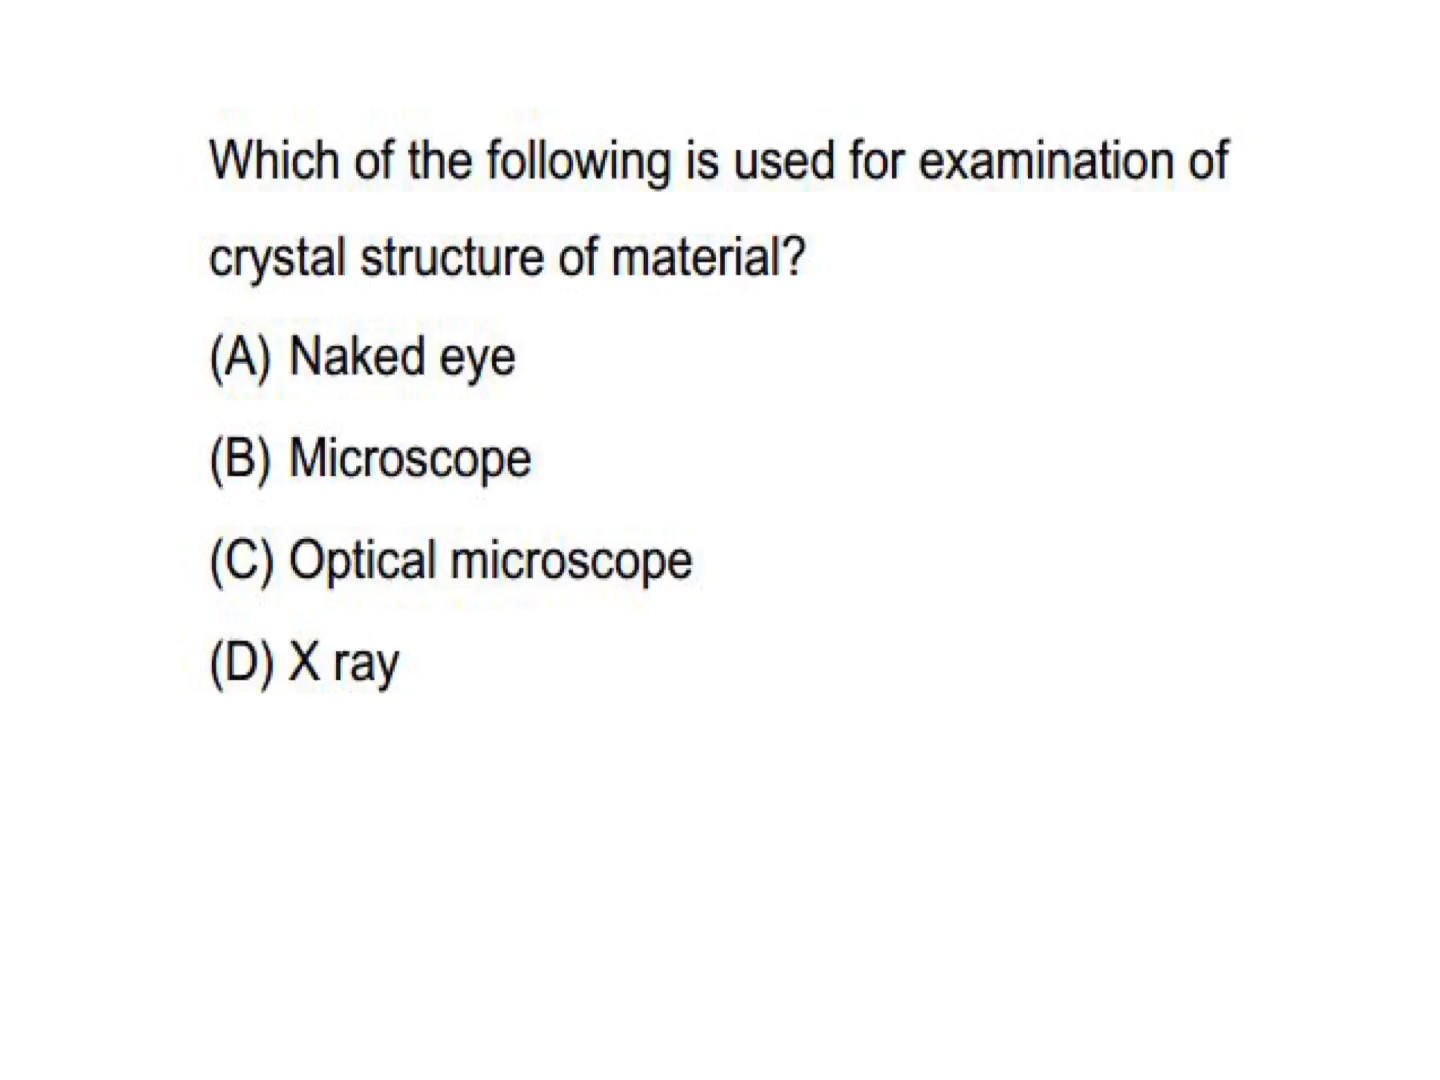 Which of the following is used for examination of
crystal structure of material?
(A) Naked eye
(B) Microscope
(C) Optical microscope
(D) X ray